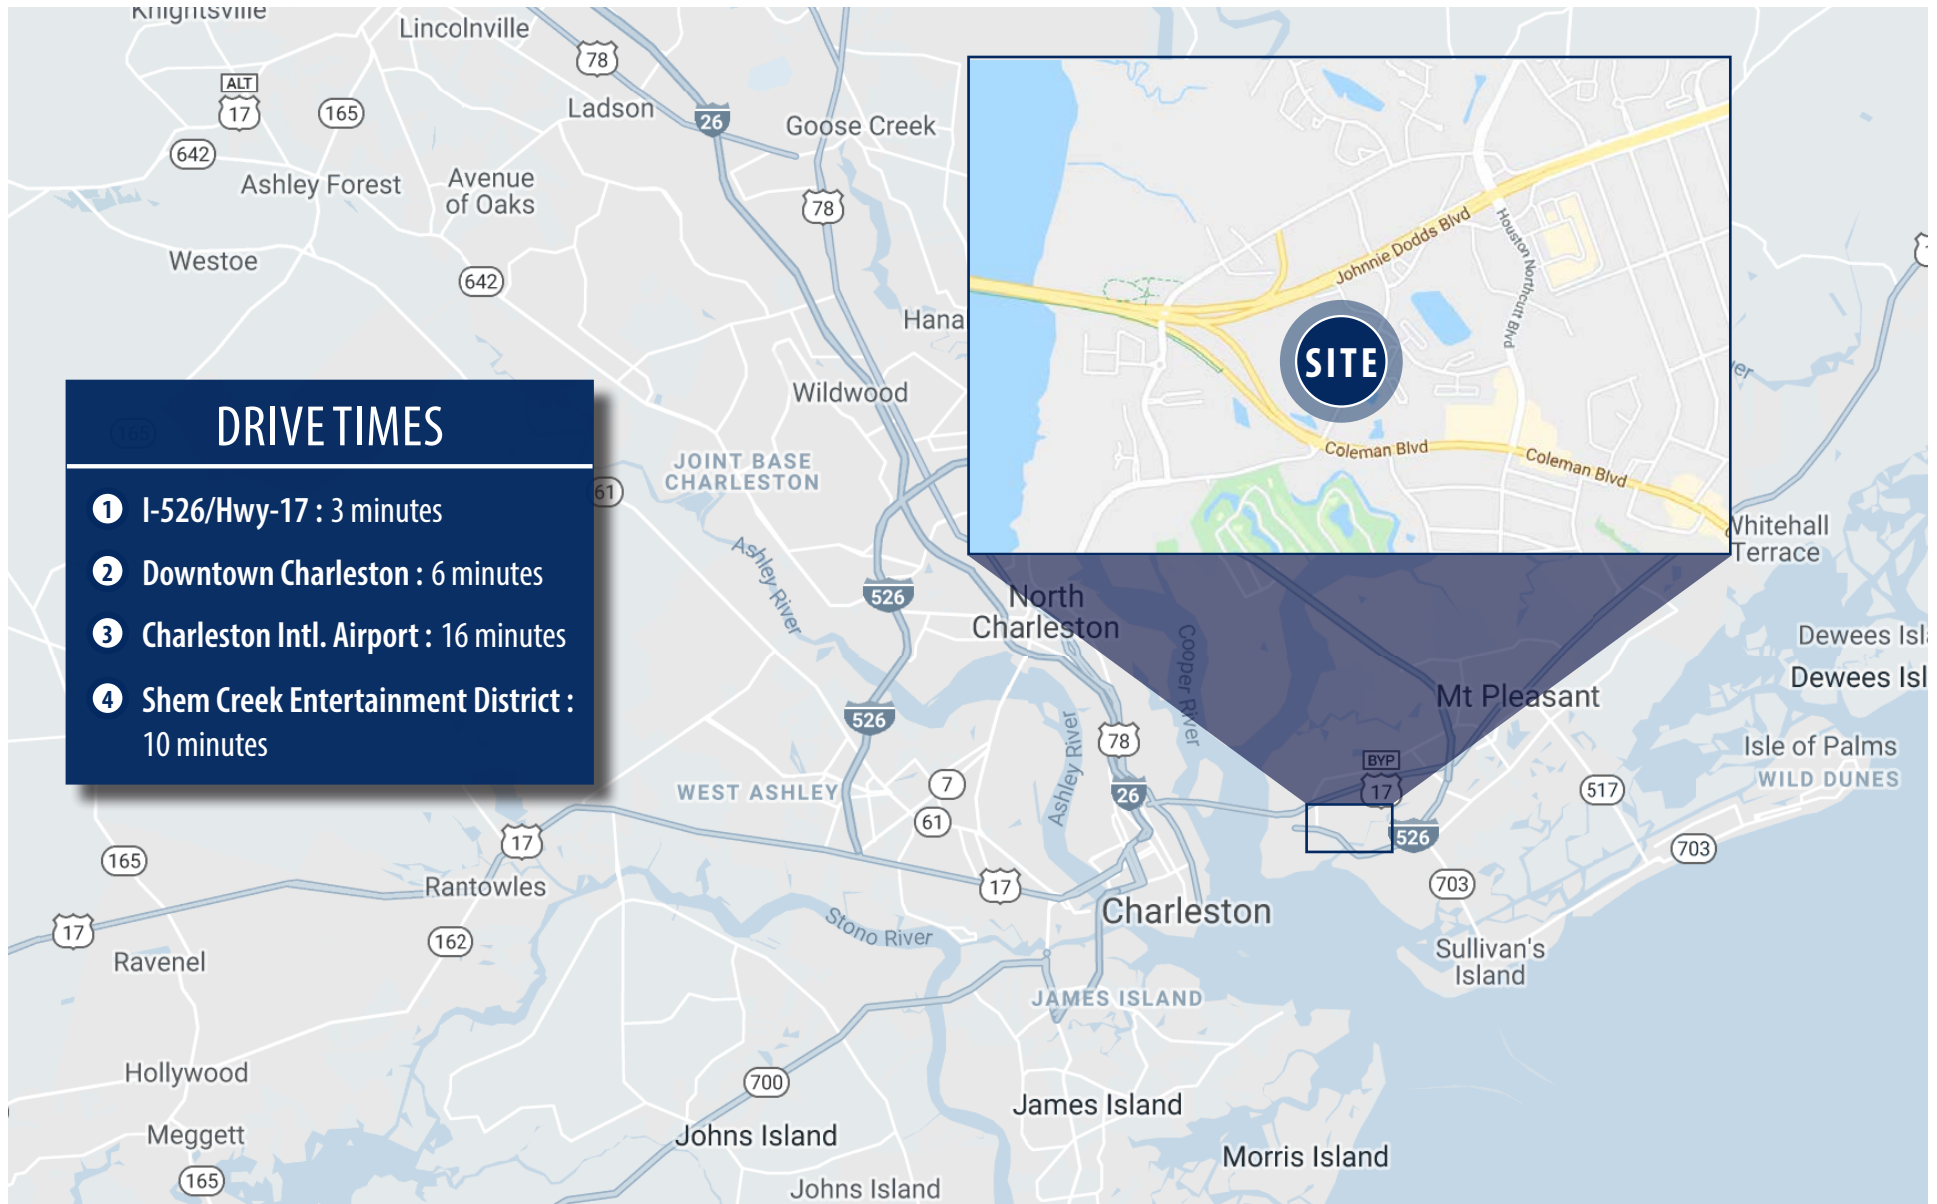 Knightsville
Lincolnville
78
ALT
17
165
Ladson
26
Goose Creek
642
Ashley Forest
Avenue
of Oaks
78
Westoe
642
Hana
Wildwood
JOINT BASE
CHARLESTON
61
165
DRIVE TIMES
1 I-526/Hwy-17 : 3 minutes
2 Downtown Charleston : 6 minutes
3 Charleston Intl. Airport : 16 minutes
4 Shem Creek Entertainment District :
10 minutes
Johnnie Dodds Blvd
Houston Northcutt Blvd
SITE
Coleman Blvd
Coleman Blvd
ver
Whitehall
Terrace
Ashley River
526
North
Charleston
Cooper River
Dewees Isl
Dewees Isl
Mt Pleasant
526
Ashley River
78
Isle of Palms
WILD DUNES
BYP
17
517
WEST ASHLEY
7
26
61
526
703
17
165
703
Rantowles
17
Charleston
17
162
Stono River
Sullivan's
Island
Ravenel
JAMES ISLAND
Hollywood
700
James Island
Meggett
Johns Island
Morris Island
165
Johns Island